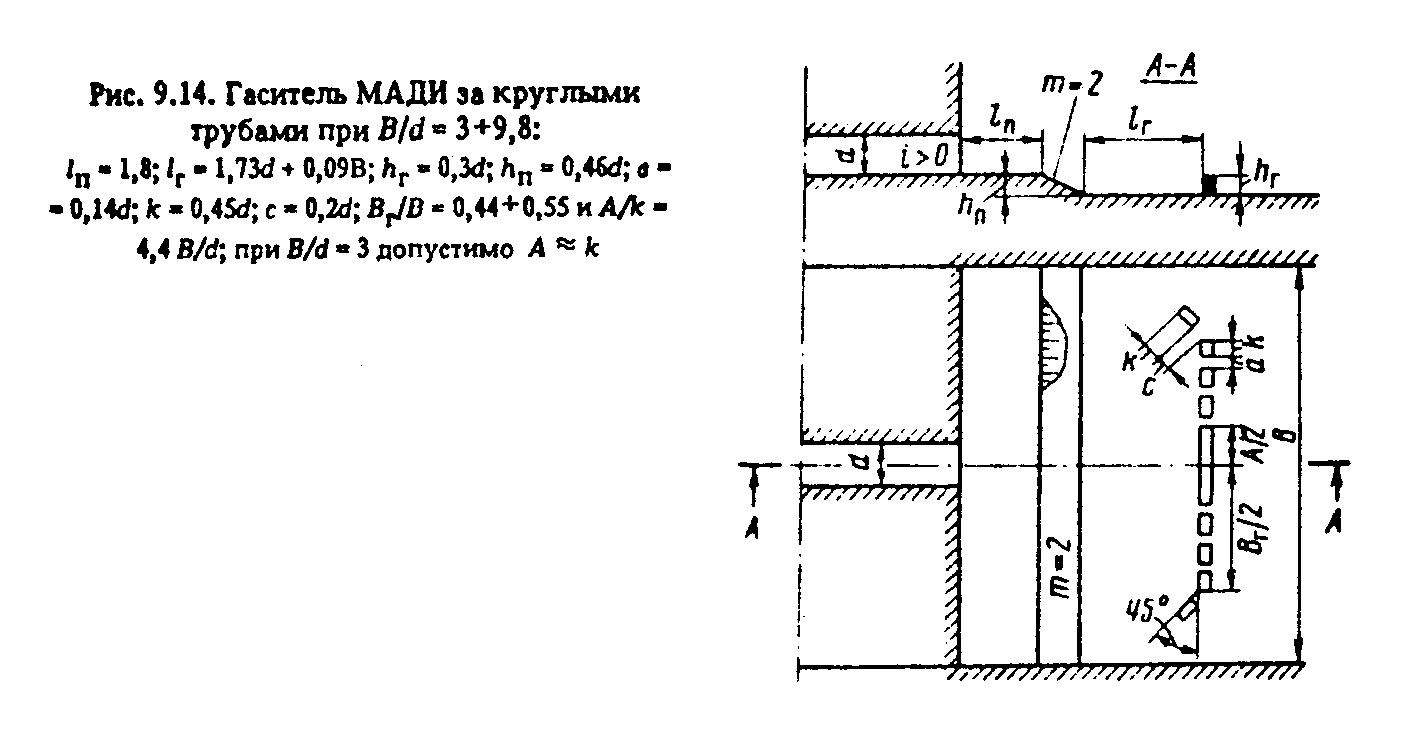 Рис. 9.14. Гаситель МАДИ за круглыми
трубами при B/d = 3+9,8:
lп = 1,8; lг = 1,73d + 0,09B; hг = 0,3d; hп = 0,46d; a =
= 0,14d; k = 0,45d; c = 0,2d; Bг/B = 0,44+0,55 и A/k =
4,4 B/d; при B/d = 3 допустимо A ≈ k
A-A
m=2
lп
lг
d
i>0
hг
hп
k
c
k
a
A/2
B
d
A
A
Bг/2
m=2
45°